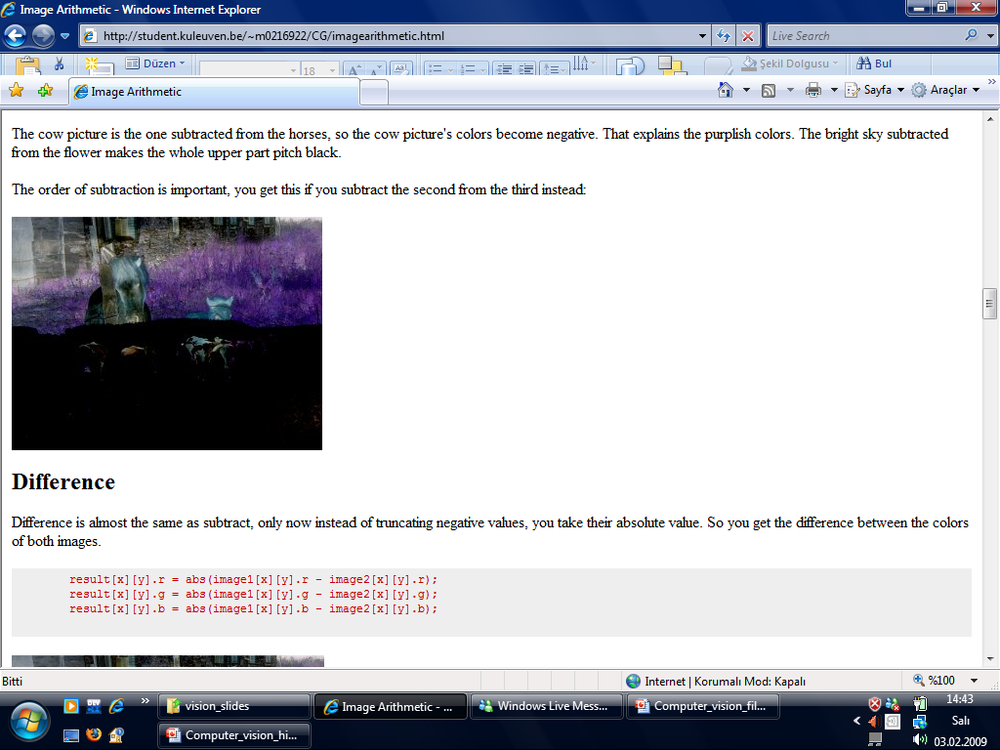 Image Arithmetic - Windows Internet Explorer
http://student.kuleuven.be/~m0216922/CG/imagearithmetic.html
Live Search
Düzen
18
Şekil Dolgusu
Bul
Image Arithmetic
Sayfa
Araçlar
The cow picture is the one subtracted from the horses, so the cow picture's colors become negative. That explains the purplish colors. The bright sky subtracted
from the flower makes the whole upper part pitch black.
The order of subtraction is important, you get this if you subtract the second from the third instead:
Difference
Difference is almost the same as subtract, only now instead of truncating negative values, you take their absolute value. So you get the difference between the colors
of both images.
result[x][y].r = abs(image1[x][y].r - image2[x][y].r);
result[x][y].g = abs(image1[x][y].g - image2[x][y].g);
result[x][y].b = abs(image1[x][y].b - image2[x][y].b);
Bitti
Internet | Korumalı Mod: Kapalı
%100
vision_slides
Image Arithmetic - ...
Windows Live Mess...
Computer_vision_fil...
14:43
Salı
Computer_vision_hi...
03.02.2009